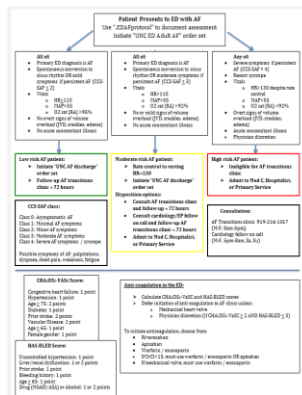 Patient Presents to ED with AF
Use ".EDAFprotocol" to document assessment
Initiate "UNC ED Adult AF" order set
All of:
Primary ED diagnosis is AF
Spontaneous conversion to sinus rhythm OR mild symptoms if persistent AF (CCS-SAF ≤ 2)
Vitals
HR≤110
MAP>65
O2 sat (RA) >96%
No overt signs of volume overload (JVD, crackles, edema)
No acute concomitant illness
All of:
Primary ED diagnosis is AF
Spontaneous conversion to sinus rhythm OR moderate symptoms if persistent AF (CCS-SAF ≤ 3)
Vitals
HR>110
MAP>65
O2 sat (RA) >92%
No or mild signs of volume overload (JVD, crackles, edema)
No acute concomitant illness
Any of:
Severe symptoms if persistent AF (CCS-SAF = 4)
Recent syncope
Vitals
HR>130 despite rate control
MAP<65
O2 sat (RA) <92%
Overt signs of volume overload (JVD, crackles, edema)
Acute concomitant illness
Physician discretion
Low risk AF patient:
Initiate 'UNC AF discharge' order set
Follow-up AF transitions clinic < 72 hours
Moderate risk AF patient:
Rate control to resting HR<130
Initiate 'UNC AF discharge' order set
Disposition options:
Consult AF transitions clinic and follow-up < 72 hours
Consult cardiology/EP fellow on call and follow-up AF transitions clinic < 72 hours
Admit to Med C, Hospitalist, or Primary Service
High risk AF patient:
Ineligible for AF transitions clinic
Admit to Med C, Hospitalist, or Primary Service
CCS-SAF class:
Class 0: Asymptomatic AF
Class 1: Minimal AF symptoms
Class 2: Minor AF symptoms
Class 3: Moderate AF symptoms
Class 4: Severe AF symptoms / syncope
Possible symptoms of AF: palpitations, dyspnea, chest pain, weakness, fatigue
Consultations:
AF Transitions clinic:
(M-F, 8am-5pm)
Cardiology fellow on call
(M-F, 5pm-8am, Sa, Su)
CHA2DS2-VASc Score:
Congestive heart failure: 1 point
Hypertension: 1 point
Age ≥ 75: 2 points
Diabetes: 1 point
Prior stroke: 2 points
Vascular Disease: 1 point
Age ≥ 65: 1 point
Female gender: 1 point
HAS-BLED Score:
Uncontrolled hypertension: 1 point
Liver/renal dysfunction: 1 or 2 points
Prior stroke: 1 point
Bleeding history: 1 point
Age ≥ 65: 1 point
Drug (NSAID/ASA) or alcohol: 1 or 2 points
Anti-coagulation in the ED:
Calculate CHA2DS2-VASc and HAS-BLED scores
Defer initiation of anti-coagulation to AF clinic unless:
Mechanical heart valve
Physician discretion (if CHA2DS2-VASc ≥ 2 AND HAS-BLED ≤ 3)
To initiate anticoagulation, choose from:
Rivaroxaban
Apixaban
Warfarin / enoxaparin
If CrCl<15, must use warfarin / enoxaparin OR apixaban
If mechanical valve, must use warfarin / enoxaparin